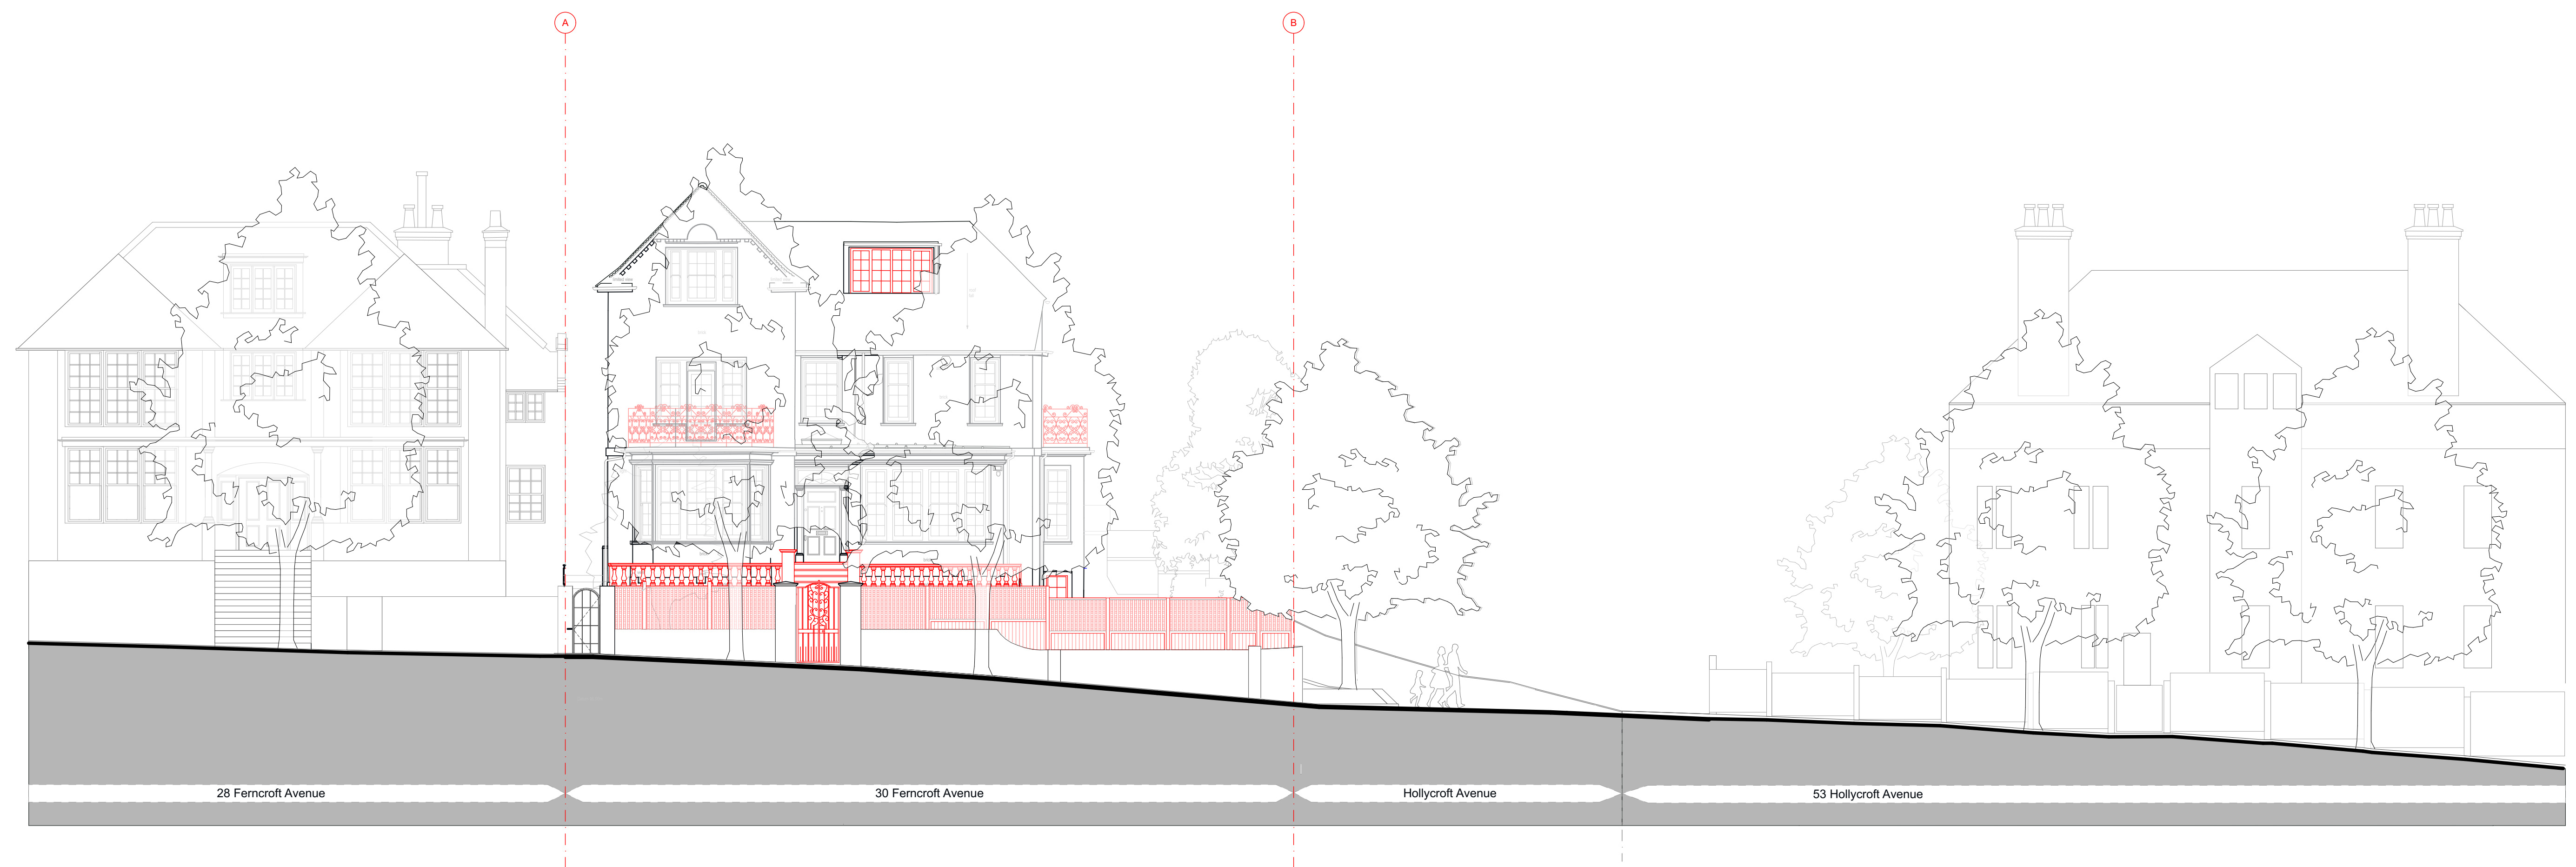 A
B
28 Ferncroft Avenue
30 Ferncroft Avenue
Hollycroft Avenue
53 Hollycroft Avenue